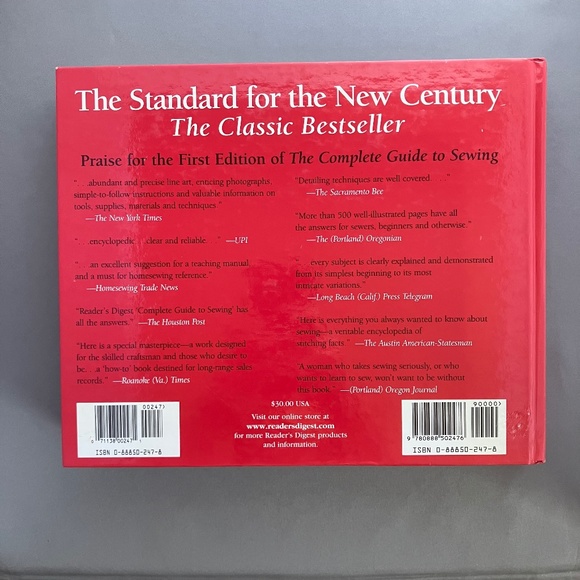 The Standard for the New Century
The Classic Bestseller
Praise for the First Edition of The Complete Guide to Sewing
". . .abundant and precise line art, enticing photographs,
simple-to-follow instructions and valuable information on
tools, supplies, materials and techniques."
—The New York Times
". . .encyclopedic. . .clear and reliable. . ." —UPI
". . .an excellent suggestion for a teaching manual
and a must for homesewing reference."
—Homesewing Trade News
"Reader's Digest 'Complete Guide to Sewing' has
all the answers." —The Houston Post
"Here is a special masterpiece—a work designed
for the skilled craftsman and those who desire to
be. . .a 'how-to' book destined for long-range sales
records." —Roanoke (Va.) Times
"Detailing techniques are well covered. . ."
—The Sacramento Bee
"More than 500 well-illustrated pages have all
the answers for sewers, beginners and otherwise."
—The (Portland) Oregonian
". . .every subject is clearly explained and demonstrated
from its simplest beginning to its most
intricate variations."
—Long Beach (Calif.) Press Telegram
"Here is everything you always wanted to know about
sewing—a veritable encyclopedia of
stitching facts." —The Austin American-Statesman
"A woman who takes sewing seriously, or who
wants to learn to sew, won't want to be without
this book." —(Portland) Oregon Journal
$30.00 USA
Visit our online store at
www.readersdigest.com
for more Reader's Digest products
and information.
00247
0 71138 00247 1
ISBN 0-88850-247-8
90000
9 780888 502476
ISBN 0-88850-247-8